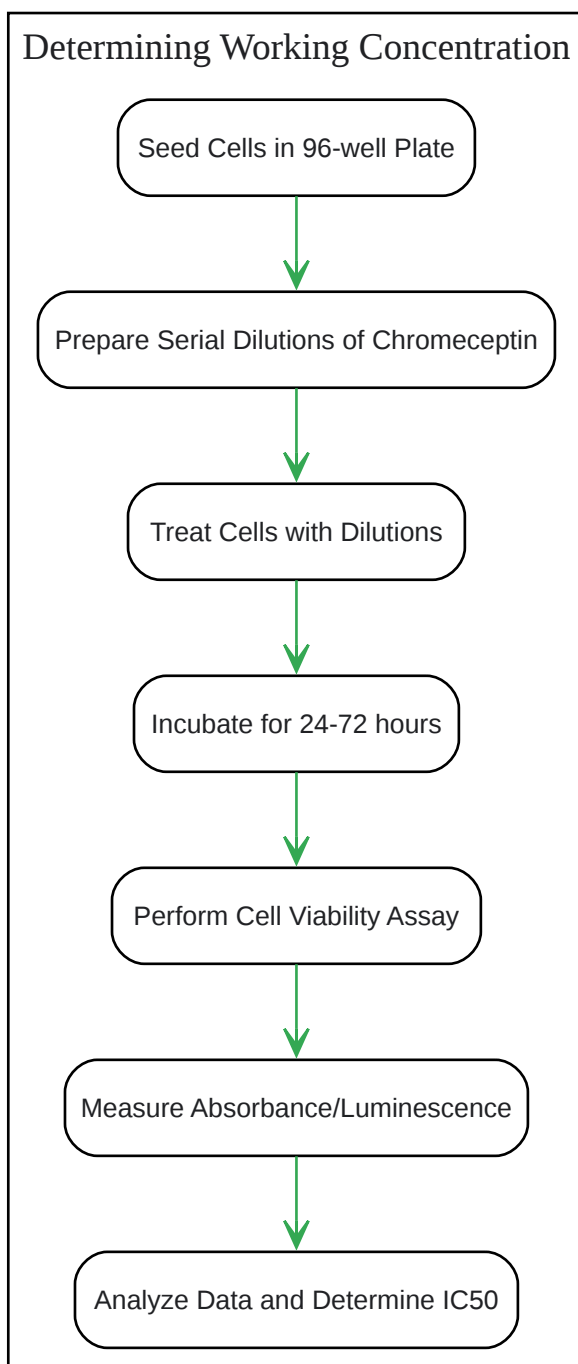 Determining Working Concentration
Seed Cells in 96-well Plate
Prepare Serial Dilutions of Chromeceptin
Treat Cells with Dilutions
Incubate for 24-72 hours
Perform Cell Viability Assay
Measure Absorbance/Luminescence
Analyze Data and Determine IC50